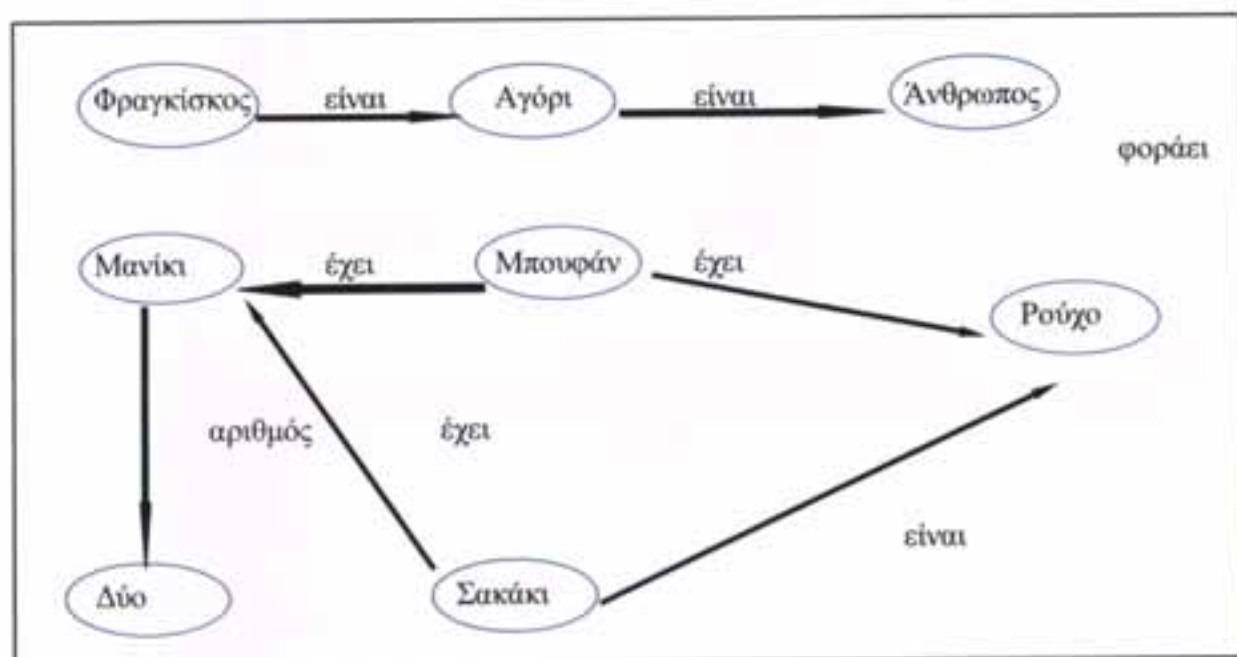 Φραγκίσκος είναι Αγόρι είναι Άνθρωπος
φοράει
Μανίκι έχει Μπουφάν έχει
Ρούχο
αριθμός έχει
είναι
Δύο Σακάκι